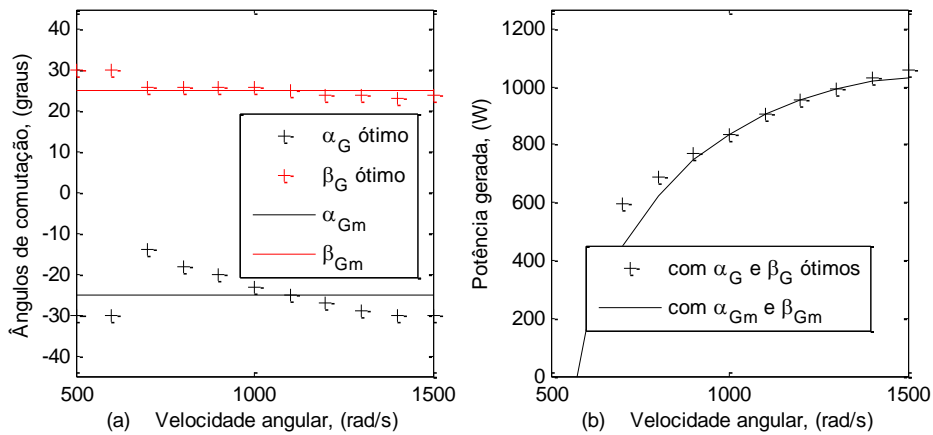 Ângulos de comutação, (graus)
40
30
20
10
0
-10
-20
-30
-40
α_G ótimo
β_G ótimo
α_Gm
β_Gm
500
1000
1500
(a)
Velocidade angular, (rad/s)
Potência gerada, (W)
1200
1000
800
600
400
200
0
com α_G e β_G ótimos
com α_Gm e β_Gm
500
1000
1500
(b)
Velocidade angular, (rad/s)